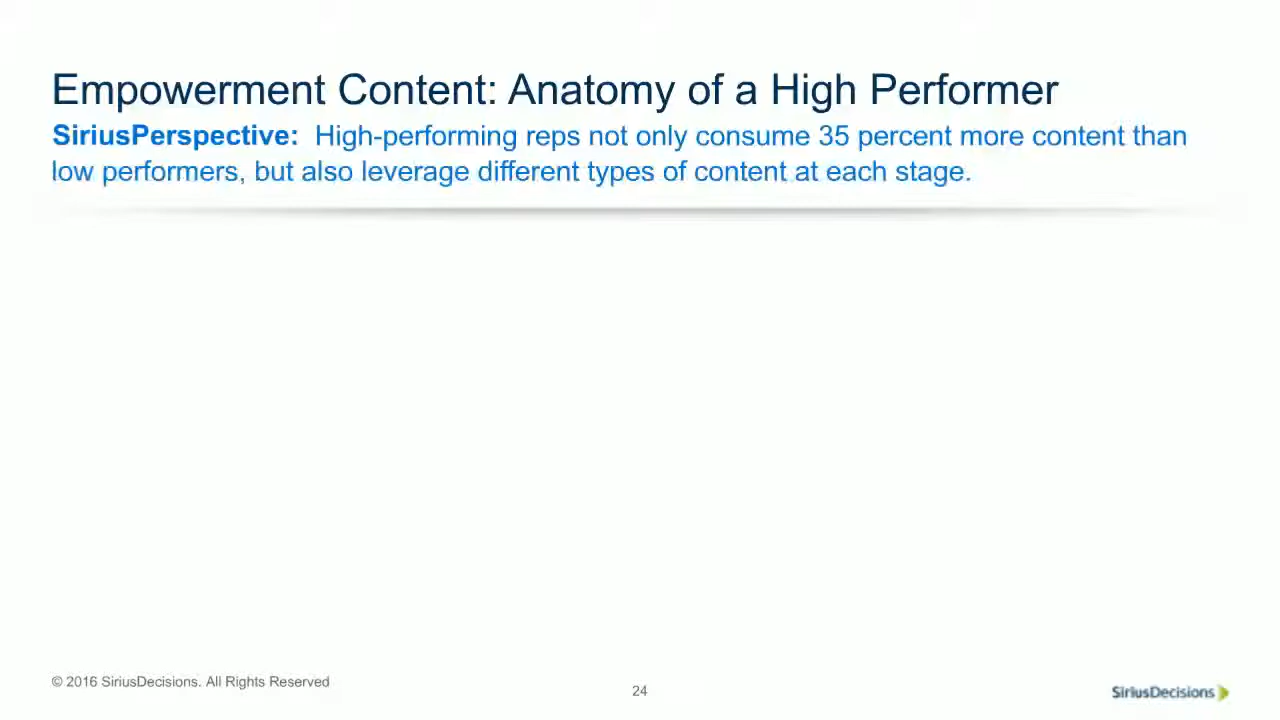 Empowerment Content: Anatomy of a High Performer
SiriusPerspective: High-performing reps not only consume 35 percent more content than
low performers, but also leverage different types of content at each stage.
© 2016 SiriusDecisions. All Rights Reserved
24
SiriusDecisions